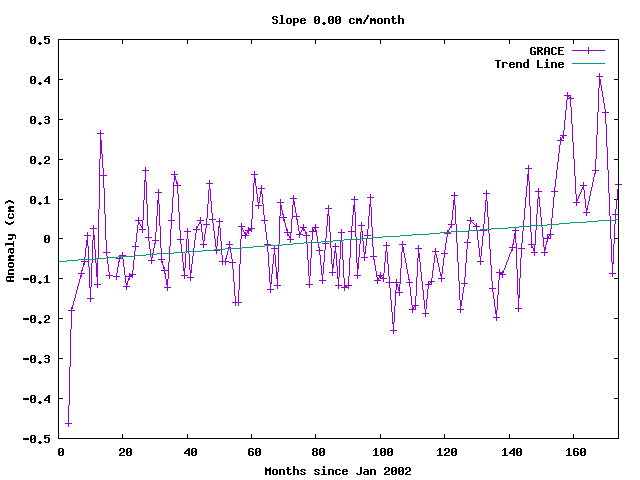 Slope 0.00 cm/month
GRACE
Trend Line
0.5
0.4
0.3
0.2
0.1
0
-0.1
-0.2
-0.3
-0.4
-0.5
Anomaly (cm)
0 20 40 60 80 100 120 140 160
Months since Jan 2002